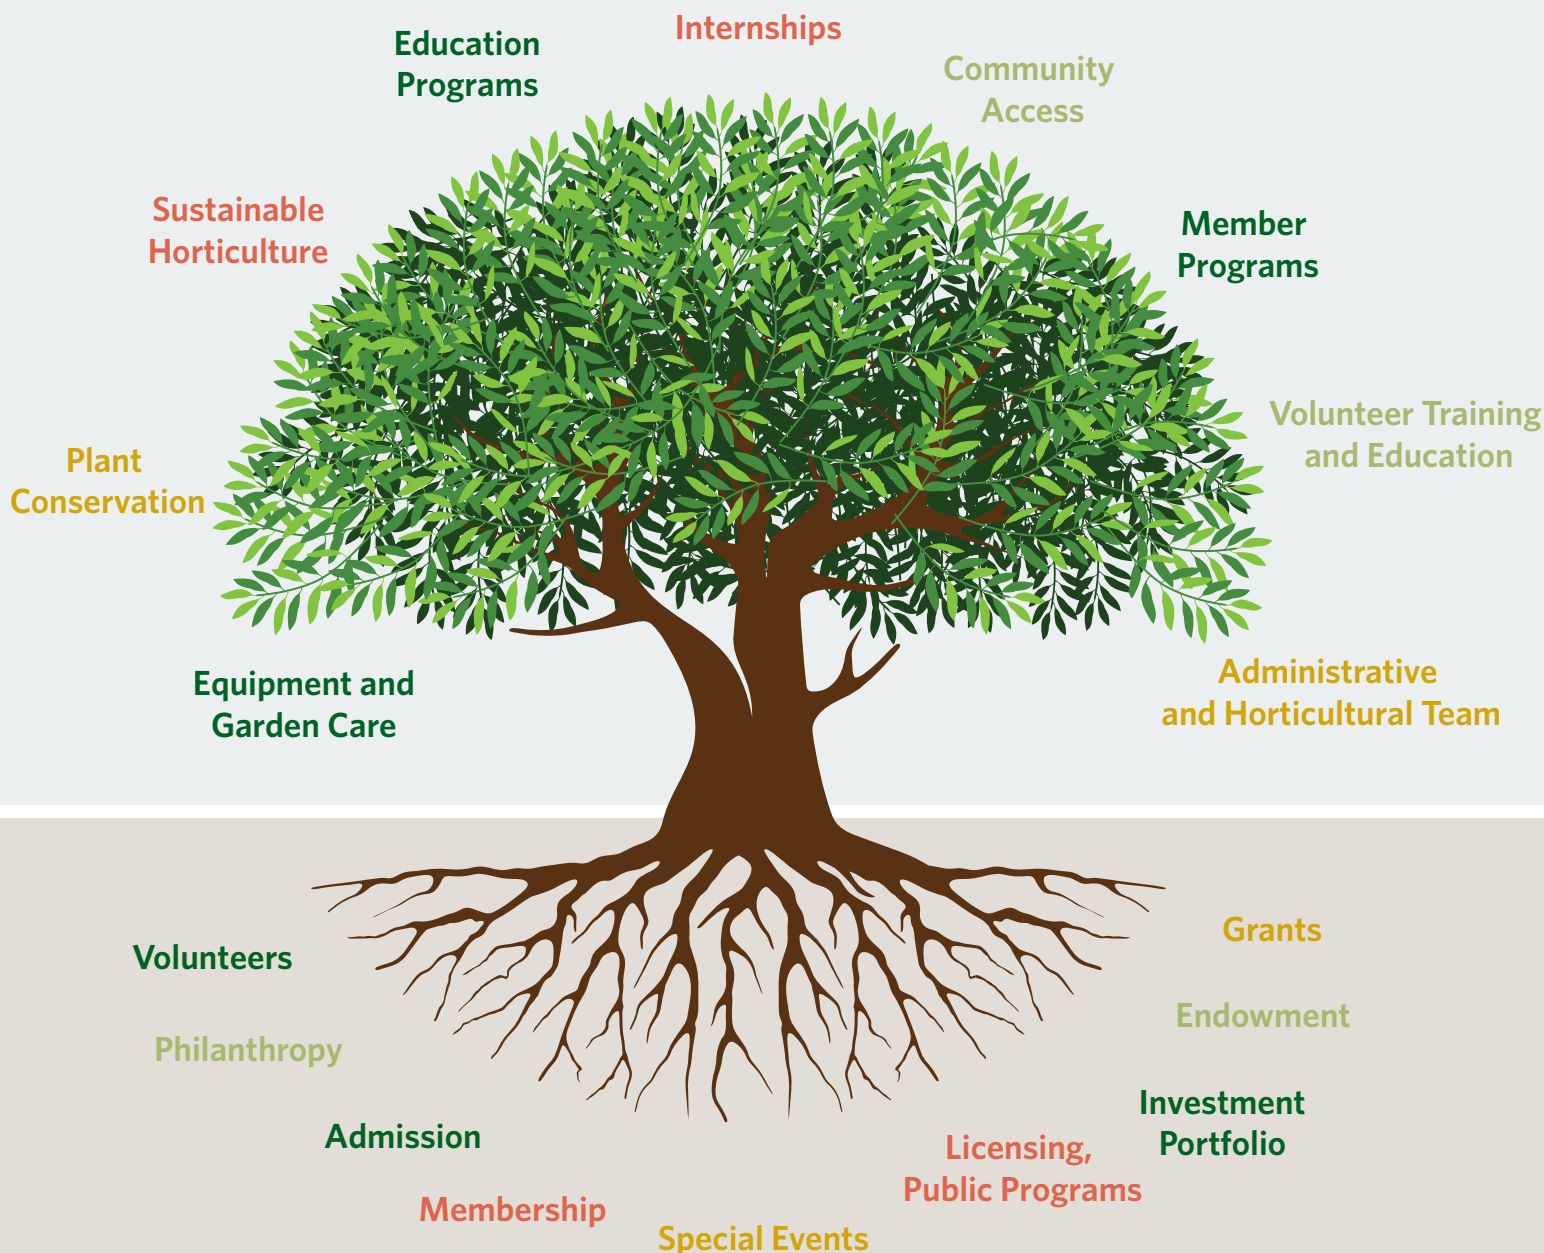 Internships
Education
Programs
Community
Access
Sustainable
Horticulture
Member
Programs
Volunteer Training
and Education
Plant
Conservation
Equipment and
Garden Care
Administrative
and Horticultural Team
Grants
Volunteers
Endowment
Philanthropy
Investment
Portfolio
Admission
Licensing,
Public Programs
Membership
Special Events